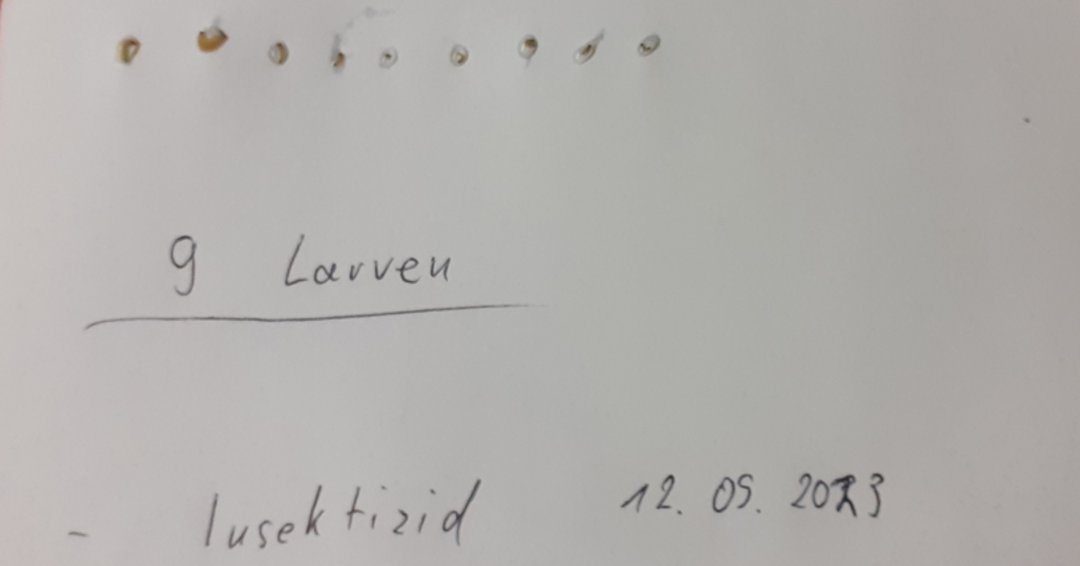 9 Larven
- Insektizid 12. 05. 2023